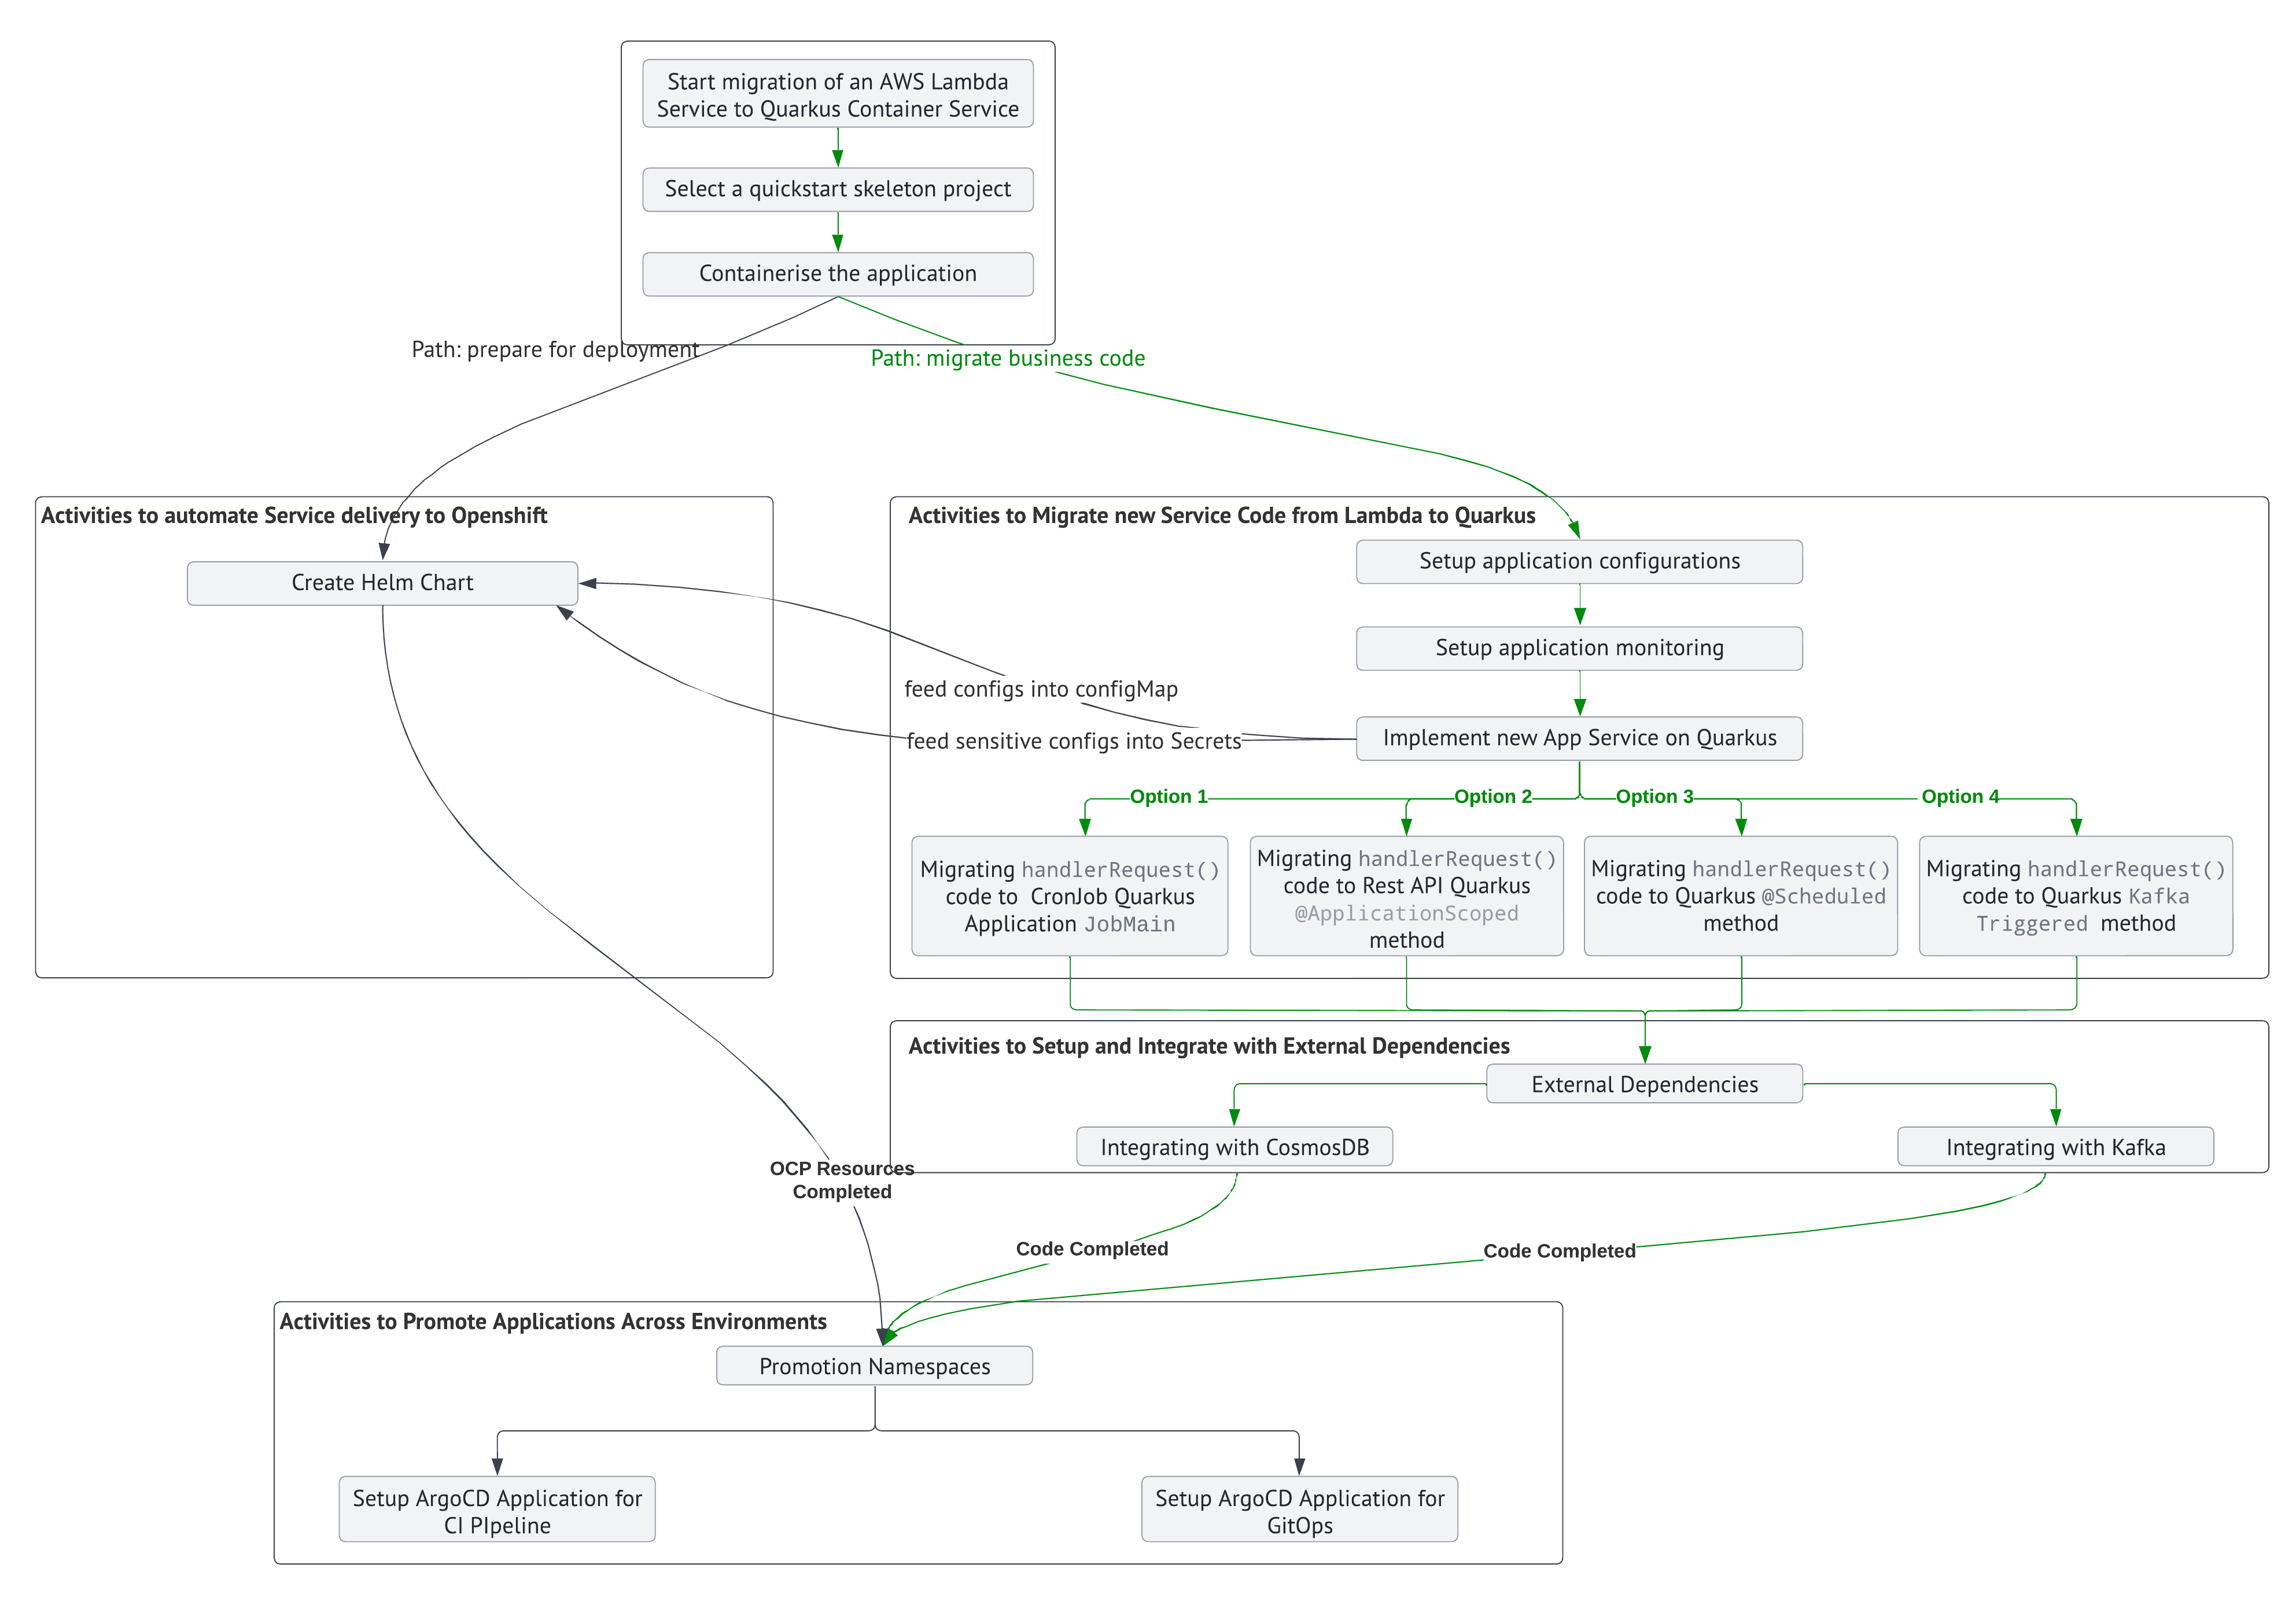 Start migration of an AWS Lambda
Service to Quarkus Container Service
Select a quickstart skeleton project
Containerise the application
Path: prepare for deployment
Path: migrate business code
Activities to automate Service delivery to Openshift
Create Helm Chart
Activities to Migrate new Service Code from Lambda to Quarkus
Setup application configurations
Setup application monitoring
feed configs into configMap
feed sensitive configs into Secrets
Implement new App Service on Quarkus
Option 1
Option 2
Option 3
Option 4
Migrating handlerRequest()
code to CronJob Quarkus
Application JobMain
Migrating handlerRequest()
code to Rest API Quarkus
@ApplicationScoped
method
Migrating handlerRequest()
code to Quarkus @Scheduled
method
Migrating handlerRequest()
code to Quarkus Kafka
Triggered method
Activities to Setup and Integrate with External Dependencies
External Dependencies
Integrating with CosmosDB
Integrating with Kafka
OCP Resources
Completed
Code Completed
Code Completed
Activities to Promote Applications Across Environments
Promotion Namespaces
Setup ArgoCD Application for
CI PIpeline
Setup ArgoCD Application for
GitOps